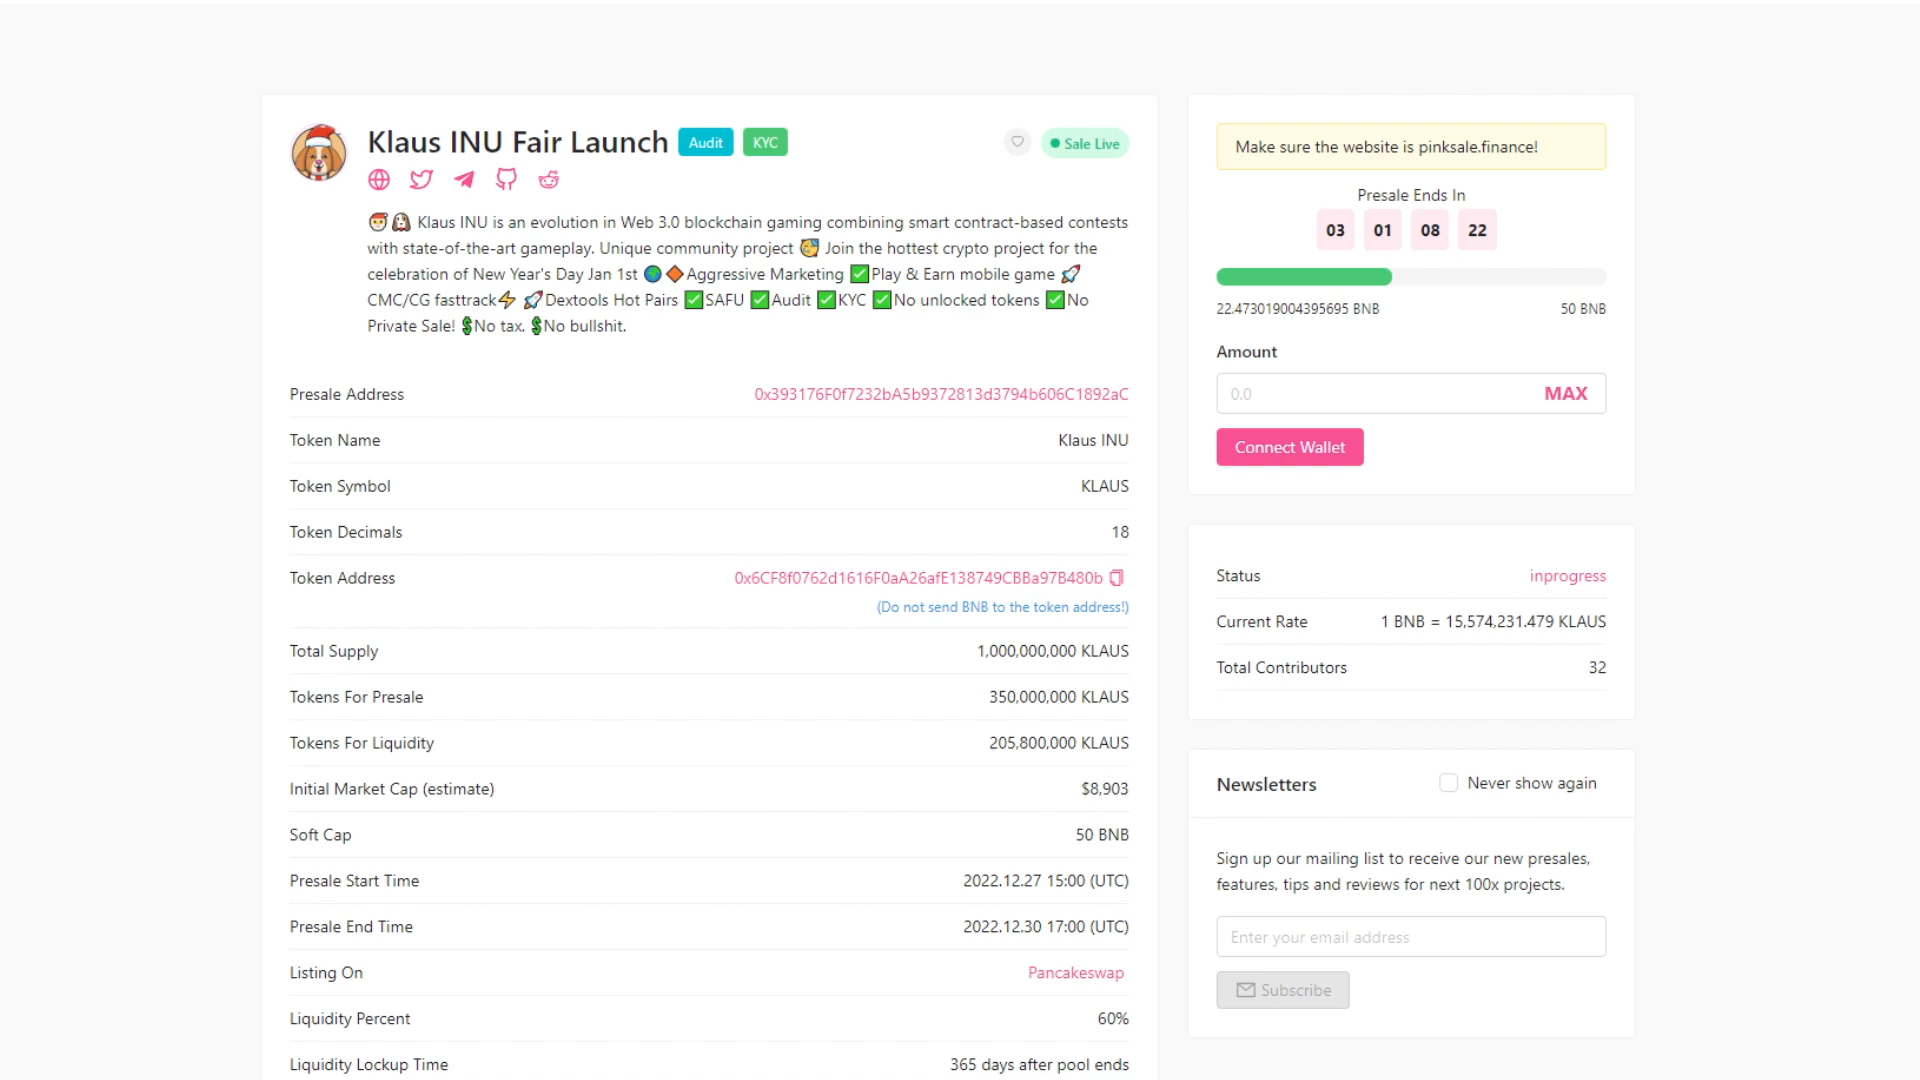 Klaus INU Fair Launch
Audit
KYC
Sale Live
Klaus INU is an evolution in Web 3.0 blockchain gaming combining smart contract-based contests
with state-of-the-art gameplay. Unique community project 🥳 Join the hottest crypto project for the
celebration of New Year's Day Jan 1st 🌍 🔶Aggressive Marketing ✅Play & Earn mobile game 🚀
CMC/CG fasttrack⚡ 🚀Dextools Hot Pairs ✅SAFU ✅Audit ✅KYC ✅No unlocked tokens ✅No
Private Sale! 💲No tax. 💲No bullshit.
Presale Address 0x393176F0f7232bA5b9372813d3794b606C1892aC
Token Name Klaus INU
Token Symbol KLAUS
Token Decimals 18
Token Address 0x6CF8f0762d1616F0aA26afE138749CBBa97B480b
(Do not send BNB to the token address!)
Total Supply 1,000,000,000 KLAUS
Tokens For Presale 350,000,000 KLAUS
Tokens For Liquidity 205,800,000 KLAUS
Initial Market Cap (estimate) $8,903
Soft Cap 50 BNB
Presale Start Time 2022.12.27 15:00 (UTC)
Presale End Time 2022.12.30 17:00 (UTC)
Listing On Pancakeswap
Liquidity Percent 60%
Liquidity Lockup Time 365 days after pool ends
Make sure the website is pinksale.finance!
Presale Ends In
03 01 08 22
22.473019004395695 BNB 50 BNB
Amount
0.0 MAX
Connect Wallet
Status inprogress
Current Rate 1 BNB = 15,574,231.479 KLAUS
Total Contributors 32
Newsletters Never show again
Sign up our mailing list to receive our new presales,
features, tips and reviews for next 100x projects.
Enter your email address
Subscribe